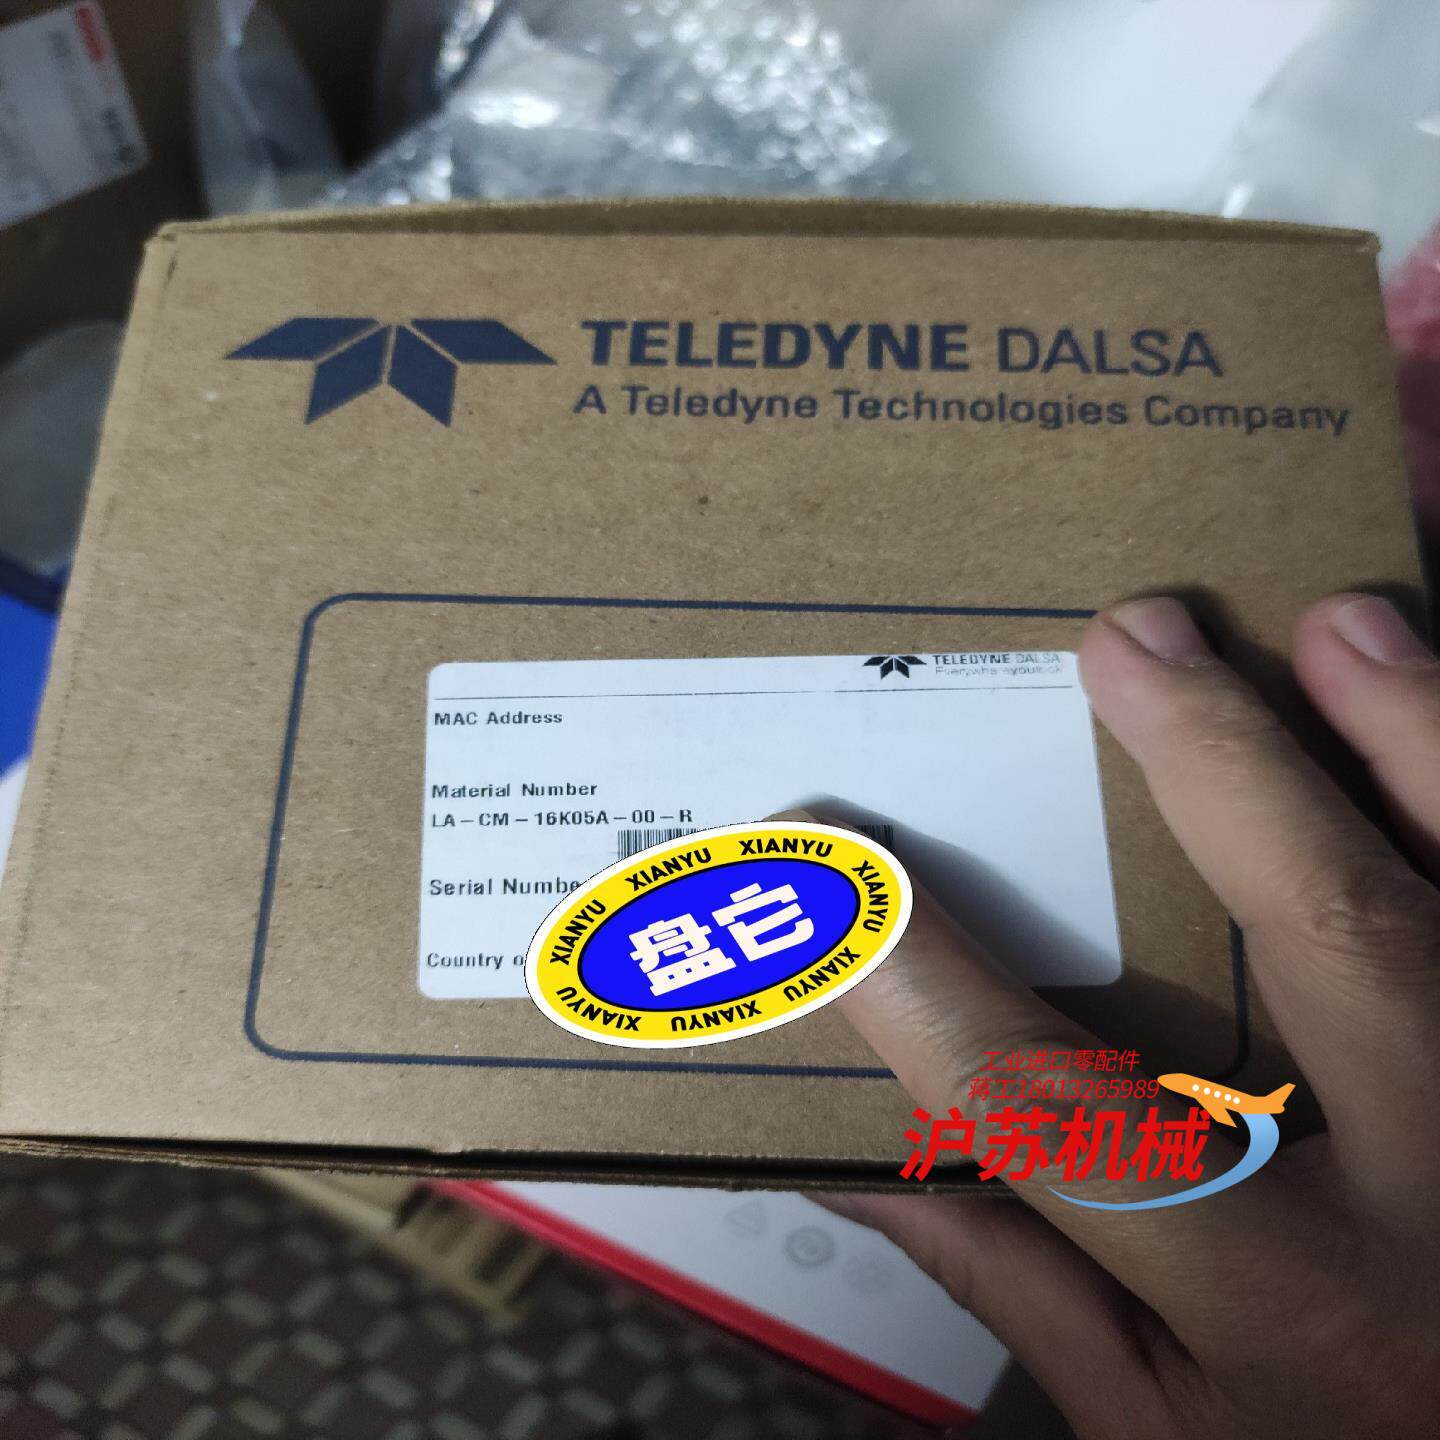 TELEDYNE DALSA
A Teledyne Technologies Company
TELEDYNE DALSA
MAC Address
Material Number
LA-CM-16K05A-00-R
Serial Numbe
Country o
XIANYU XIANYU XIANYU XIANYU XIANYU XIANYU XIANYU XIANYU
盘它
工业进口零配件
蒋工18013265989
沪苏机械